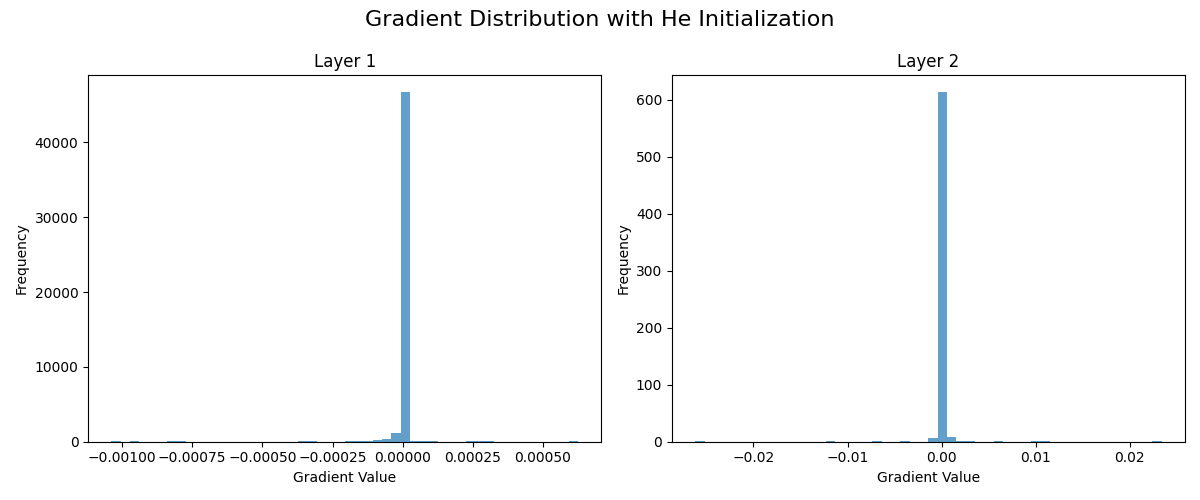 Gradient Distribution with He Initialization
Layer 1
Frequency
40000
30000
20000
10000
0
−0.00100 −0.00075 −0.00050 −0.00025 0.00000 0.00025 0.00050
Gradient Value
Layer 2
Frequency
600
500
400
300
200
100
0
−0.02 −0.01 0.00 0.01 0.02
Gradient Value